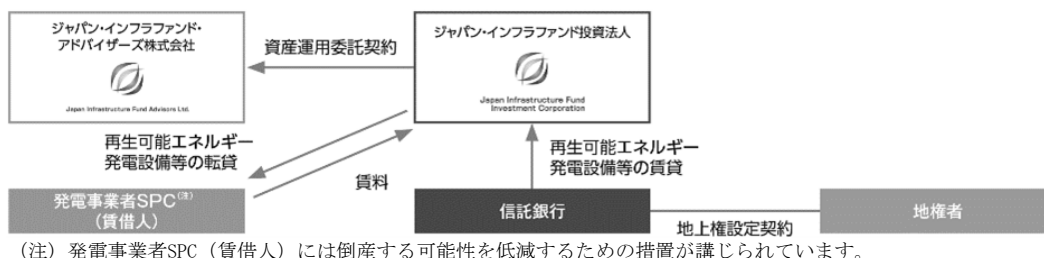 ジャパン・インフラファンド・
アドバイザーズ株式会社
Japan Infrastructure Fund Advisors Ltd.
資産運用委託契約
ジャパン・インフラファンド投資法人
Japan Infrastructure Fund
Investment Corporation
再生可能エネルギー
発電設備等の転貸
賃料
再生可能エネルギー
発電設備等の賃貸
発電事業者SPC(注)
(賃借人)
信託銀行
地上権設定契約
地権者
(注)発電事業者SPC(賃借人)には倒産する可能性を低減するための措置が講じられています。